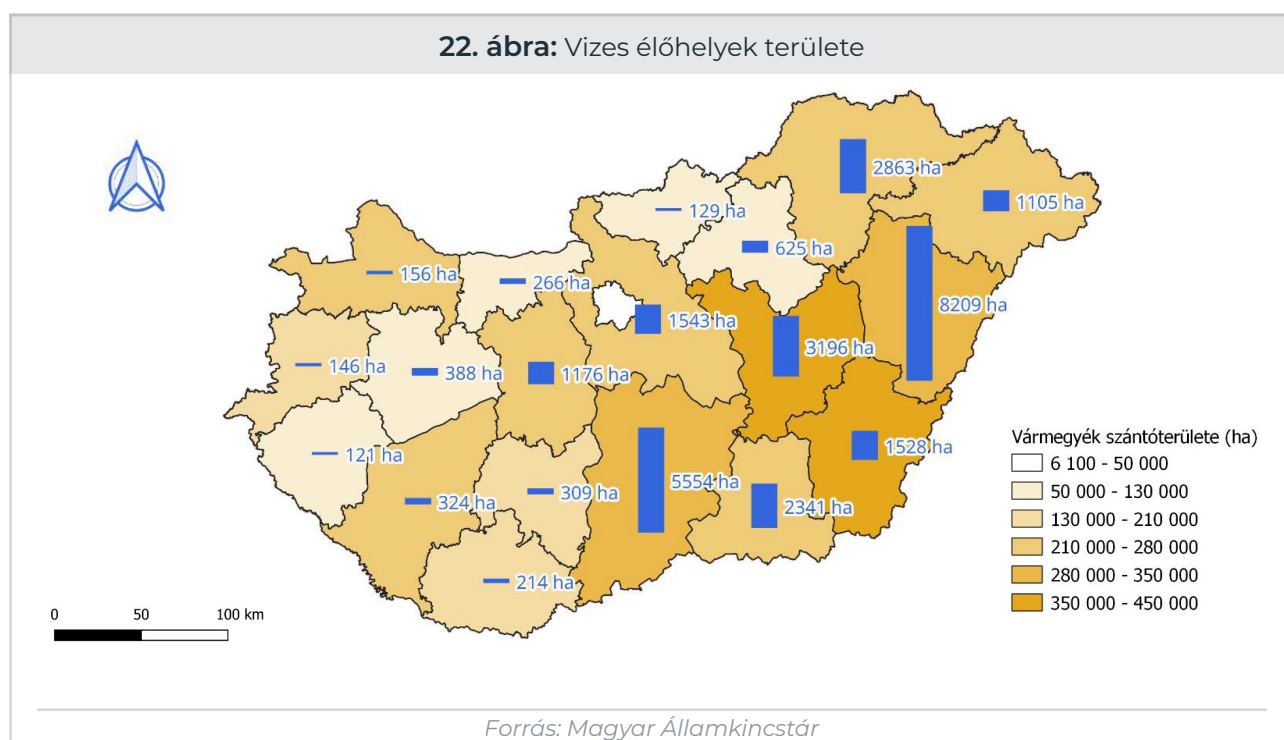 22. ábra: Vizes élőhelyek területe
2863 ha
1105 ha
129 ha
625 ha
156 ha
266 ha
8209 ha
1543 ha
3196 ha
146 ha
388 ha
1176 ha
121 ha
1528 ha
324 ha
309 ha
5554 ha
2341 ha
214 ha
Vármegyék szántóterülete (ha)
6 100 - 50 000
50 000 - 130 000
130 000 - 210 000
210 000 - 280 000
280 000 - 350 000
350 000 - 450 000
0 50 100 km
Forrás: Magyar Államkincstár